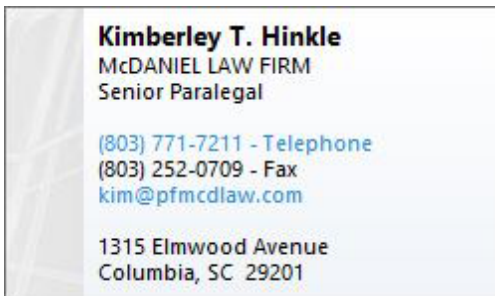 Kimberley T. Hinkle
McDANIEL LAW FIRM
Senior Paralegal
(803) 771-7211 - Telephone
(803) 252-0709 - Fax
kim@pfmcdlaw.com
1315 Elmwood Avenue
Columbia, SC  29201